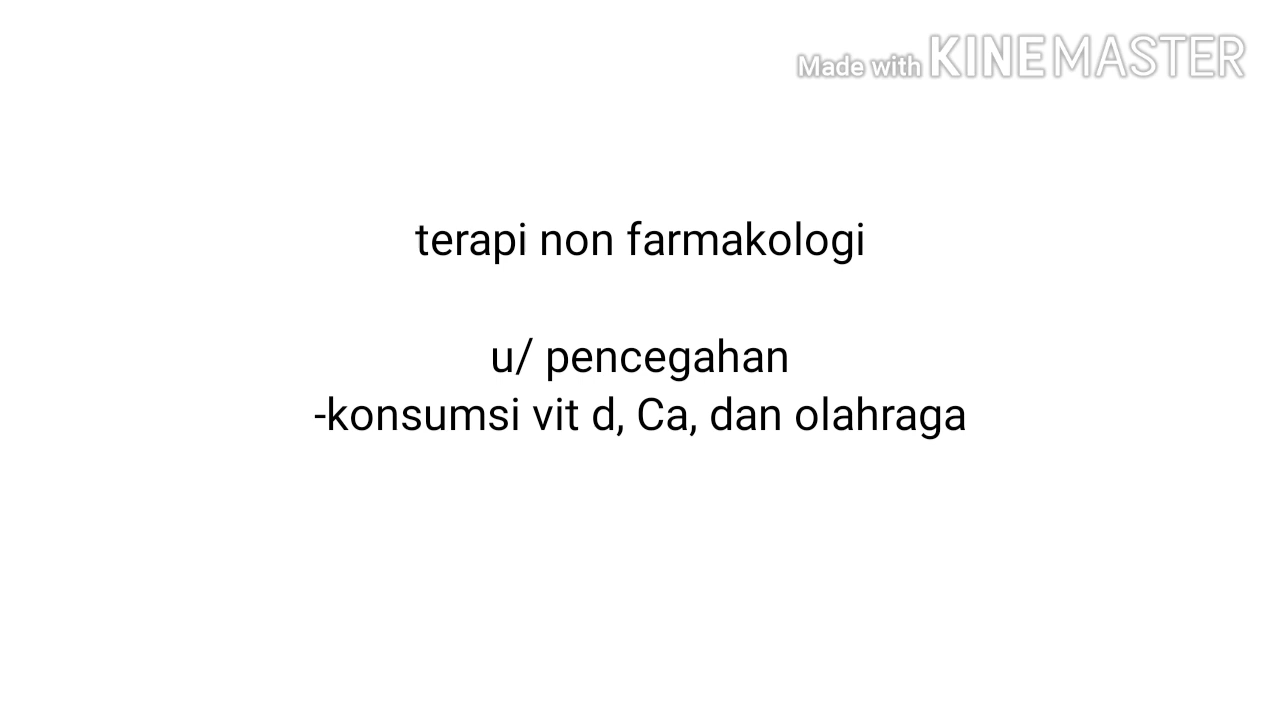 Made with KINEMASTER
terapi non farmakologi
u/ pencegahan
-konsumsi vit d, Ca, dan olahraga